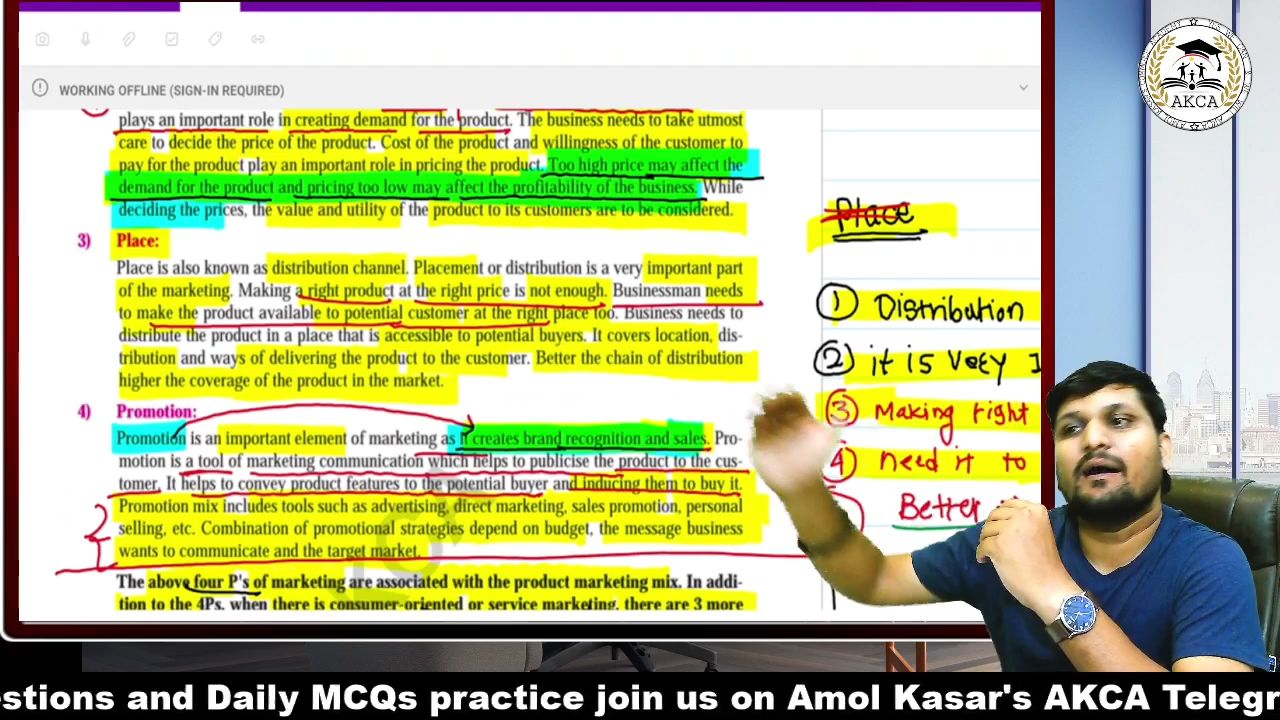 AKCA
WORKING OFFLINE (SIGN-IN REQUIRED)
plays an important role in creating demand for the product. The business needs to take utmost
care to decide the price of the product. Cost of the product and willingness of the customer to
pay for the product play an important role in pricing the product. Too high price may affect the
demand for the product and pricing too low may affect the profitability of the business. While
deciding the prices, the value and utility of the product to its customers are to be considered.
3) Place:
Place is also known as distribution channel. Placement or distribution is a very important part
of the marketing. Making a right product at the right price is not enough. Businessman needs
to make the product available to potential customer at the right place too. Business needs to
distribute the product in a place that is accessible to potential buyers. It covers location, dis-
tribution and ways of delivering the product to the customer. Better the chain of distribution
higher the coverage of the product in the market.
4) Promotion:
Promotion is an important element of marketing as it creates brand recognition and sales. Pro-
motion is a tool of marketing communication which helps to publicise the product to the cus-
tomer. It helps to convey product features to the potential buyer and inducing them to buy it.
Promotion mix includes tools such as advertising, direct marketing, sales promotion, personal
selling, etc. Combination of promotional strategies depend on budget, the message business
wants to communicate and the target market.
The above four P's of marketing are associated with the product marketing mix. In addi-
tion to the 4Ps, when there is consumer-oriented or service marketing, there are 3 more
Place
① Distribution
② it is Very
③ Making right
④ need it to
Better
estions and Daily MCQs practice join us on Amol Kasar's AKCA Telegr